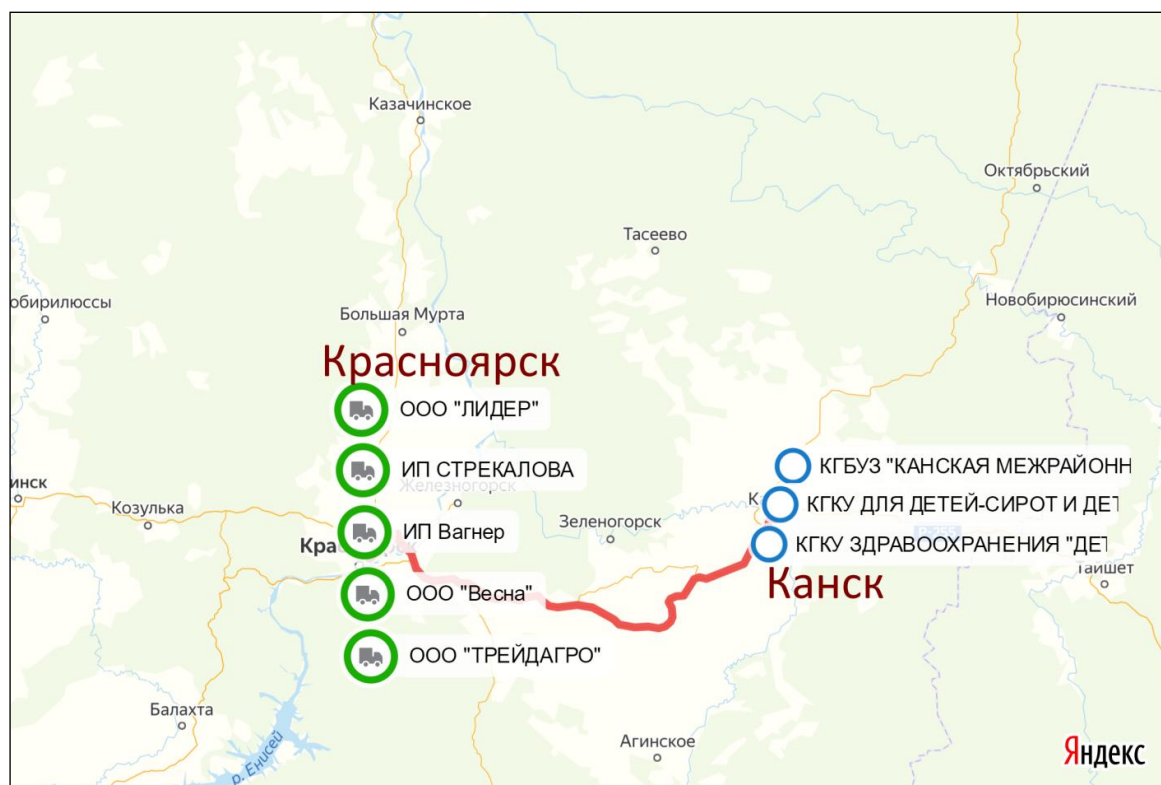 Казачинское
Октябрьский
Тасеево
Новобирюсинский
обирилюссы
Большая Мурта
Красноярск
ООО "ЛИДЕР"
ИП СТРЕКАЛОВА
КГБУЗ "КАНСКАЯ МЕЖРАЙОНН
инск
Железногорск
Козулька
КГКУ ДЛЯ ДЕТЕЙ-СИРОТ И ДЕТ
Зеленогорск
ИП Вагнер
КГКУ ЗДРАВООХРАНЕНИЯ "ДЕТ
Тайшет
Канск
ООО "Весна"
ООО "ТРЕЙДАГРО"
Балахта
Агинское
р. Енисей
Яндекс